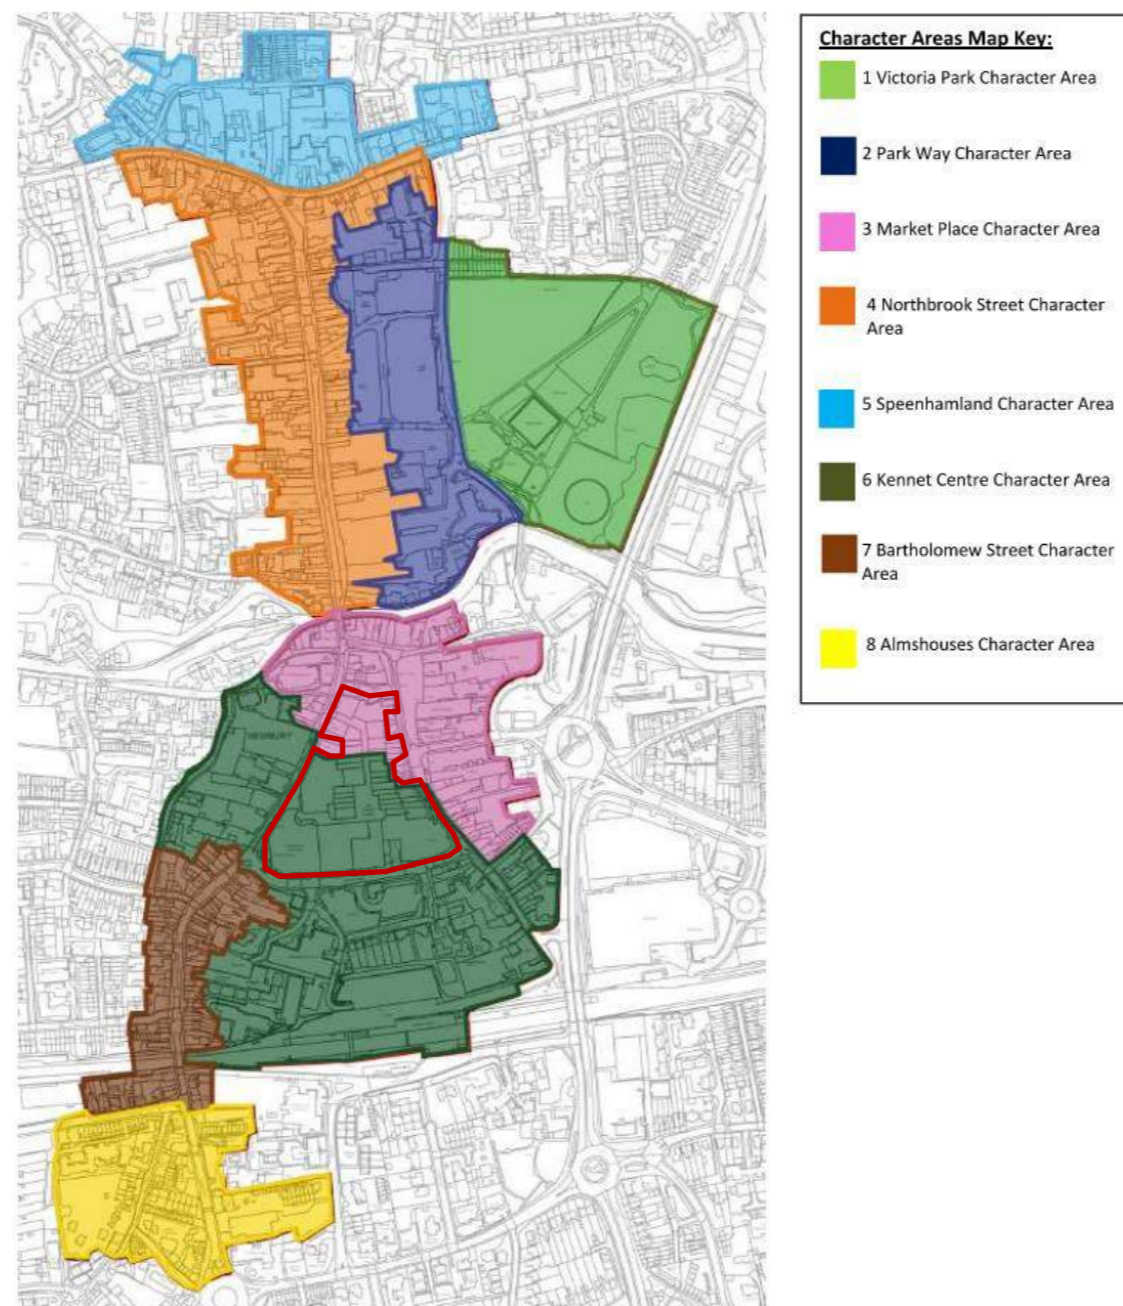 Character Areas Map Key:
1 Victoria Park Character Area
2 Park Way Character Area
3 Market Place Character Area
4 Northbrook Street Character
Area
5 Speenhamland Character Area
6 Kennet Centre Character Area
7 Bartholomew Street Character
Area
8 Almshouses Character Area
NEWBURY